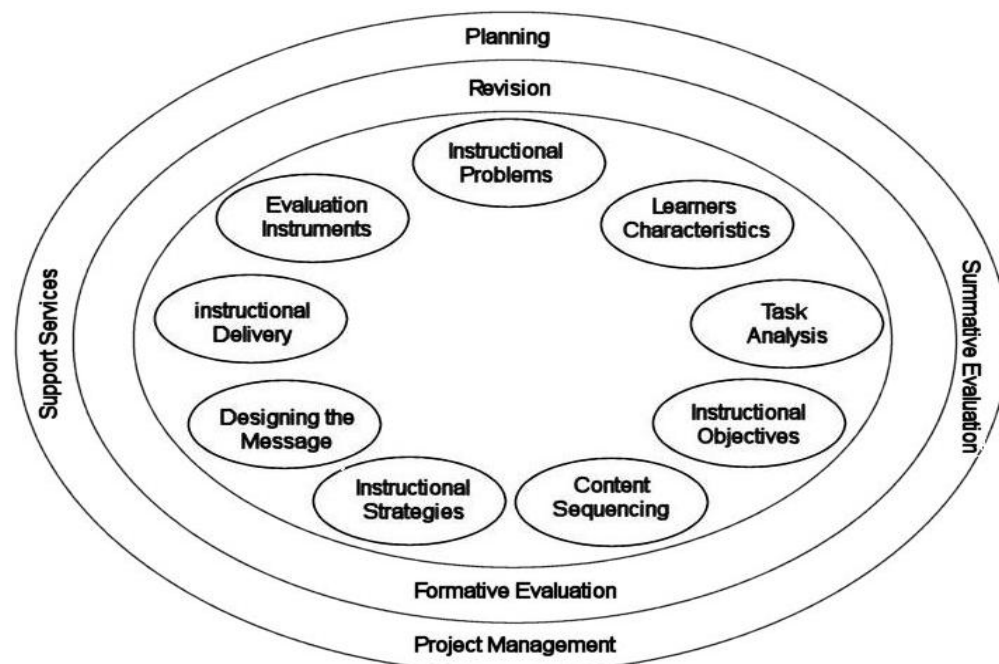 Planning
Revision
Instructional
Problems
Evaluation
Instruments
Learners
Characteristics
instructional
Delivery
Task
Analysis
Support Services
Summative Evaluation
Designing the
Message
Instructional
Objectives
Instructional
Strategies
Content
Sequencing
Formative Evaluation
Project Management